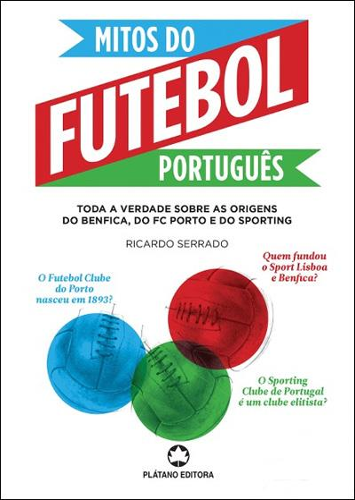 MITOS DO
FUTEBOL
PORTUGUÊS
TODA A VERDADE SOBRE AS ORIGENS
DO BENFICA, DO FC PORTO E DO SPORTING
RICARDO SERRADO
Quem fundou
o Sport Lisboa
e Benfica?
O Futebol Clube
do Porto
nasceu em 1893?
O Sporting
Clube de Portugal
é um clube elitista?
PLÁTANO EDITORA